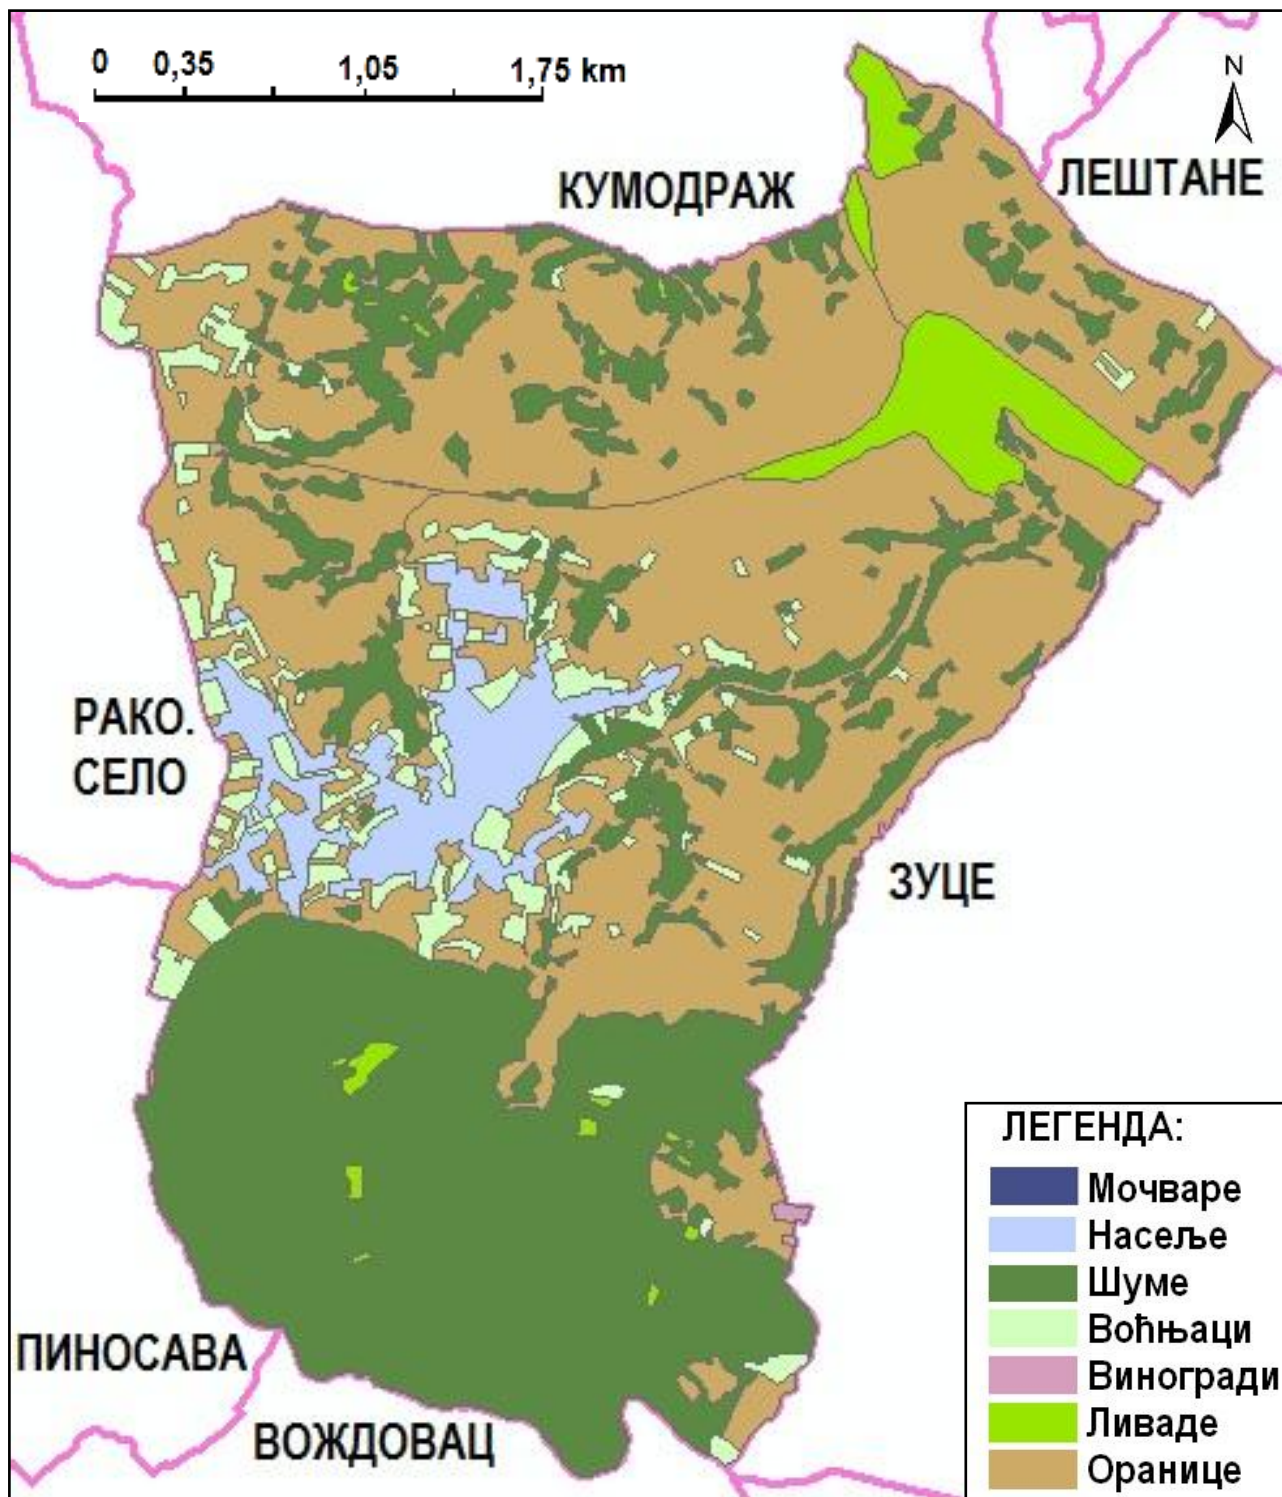 0 0,35 1,05 1,75 km
N
КУМОДРАЖ
ЛЕШТАНЕ
РАКО.
СЕЛО
ЗУЦЕ
ПИНОСАВА
ВОЖДОВАЦ
ЛЕГЕНДА:
Мочваре
Насеље
Шуме
Воћњаци
Виногради
Ливаде
Оранице